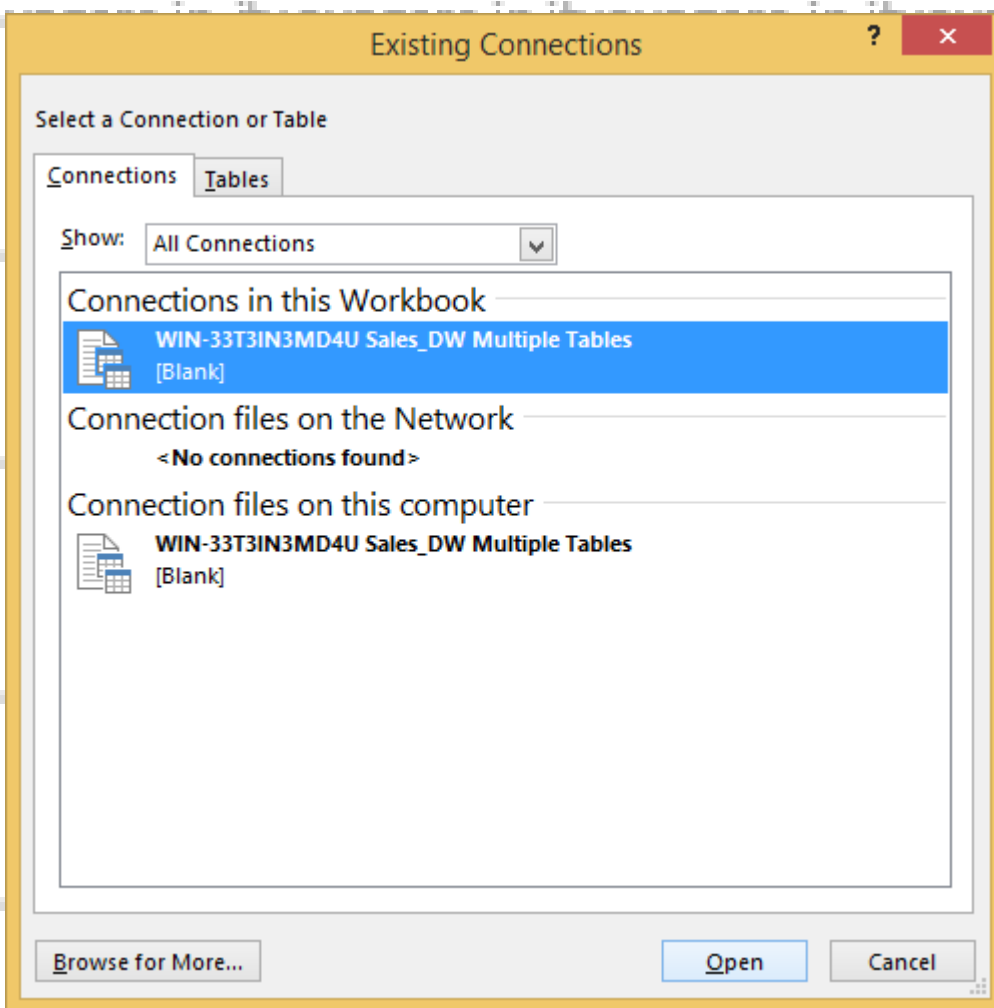 Existing Connections
?
Select a Connection or Table
Connections Tables
Show: All Connections
Connections in this Workbook
WIN-33T3IN3MD4U Sales_DW Multiple Tables
[Blank]
Connection files on the Network
<No connections found>
Connection files on this computer
WIN-33T3IN3MD4U Sales_DW Multiple Tables
[Blank]
Browse for More... Open Cancel